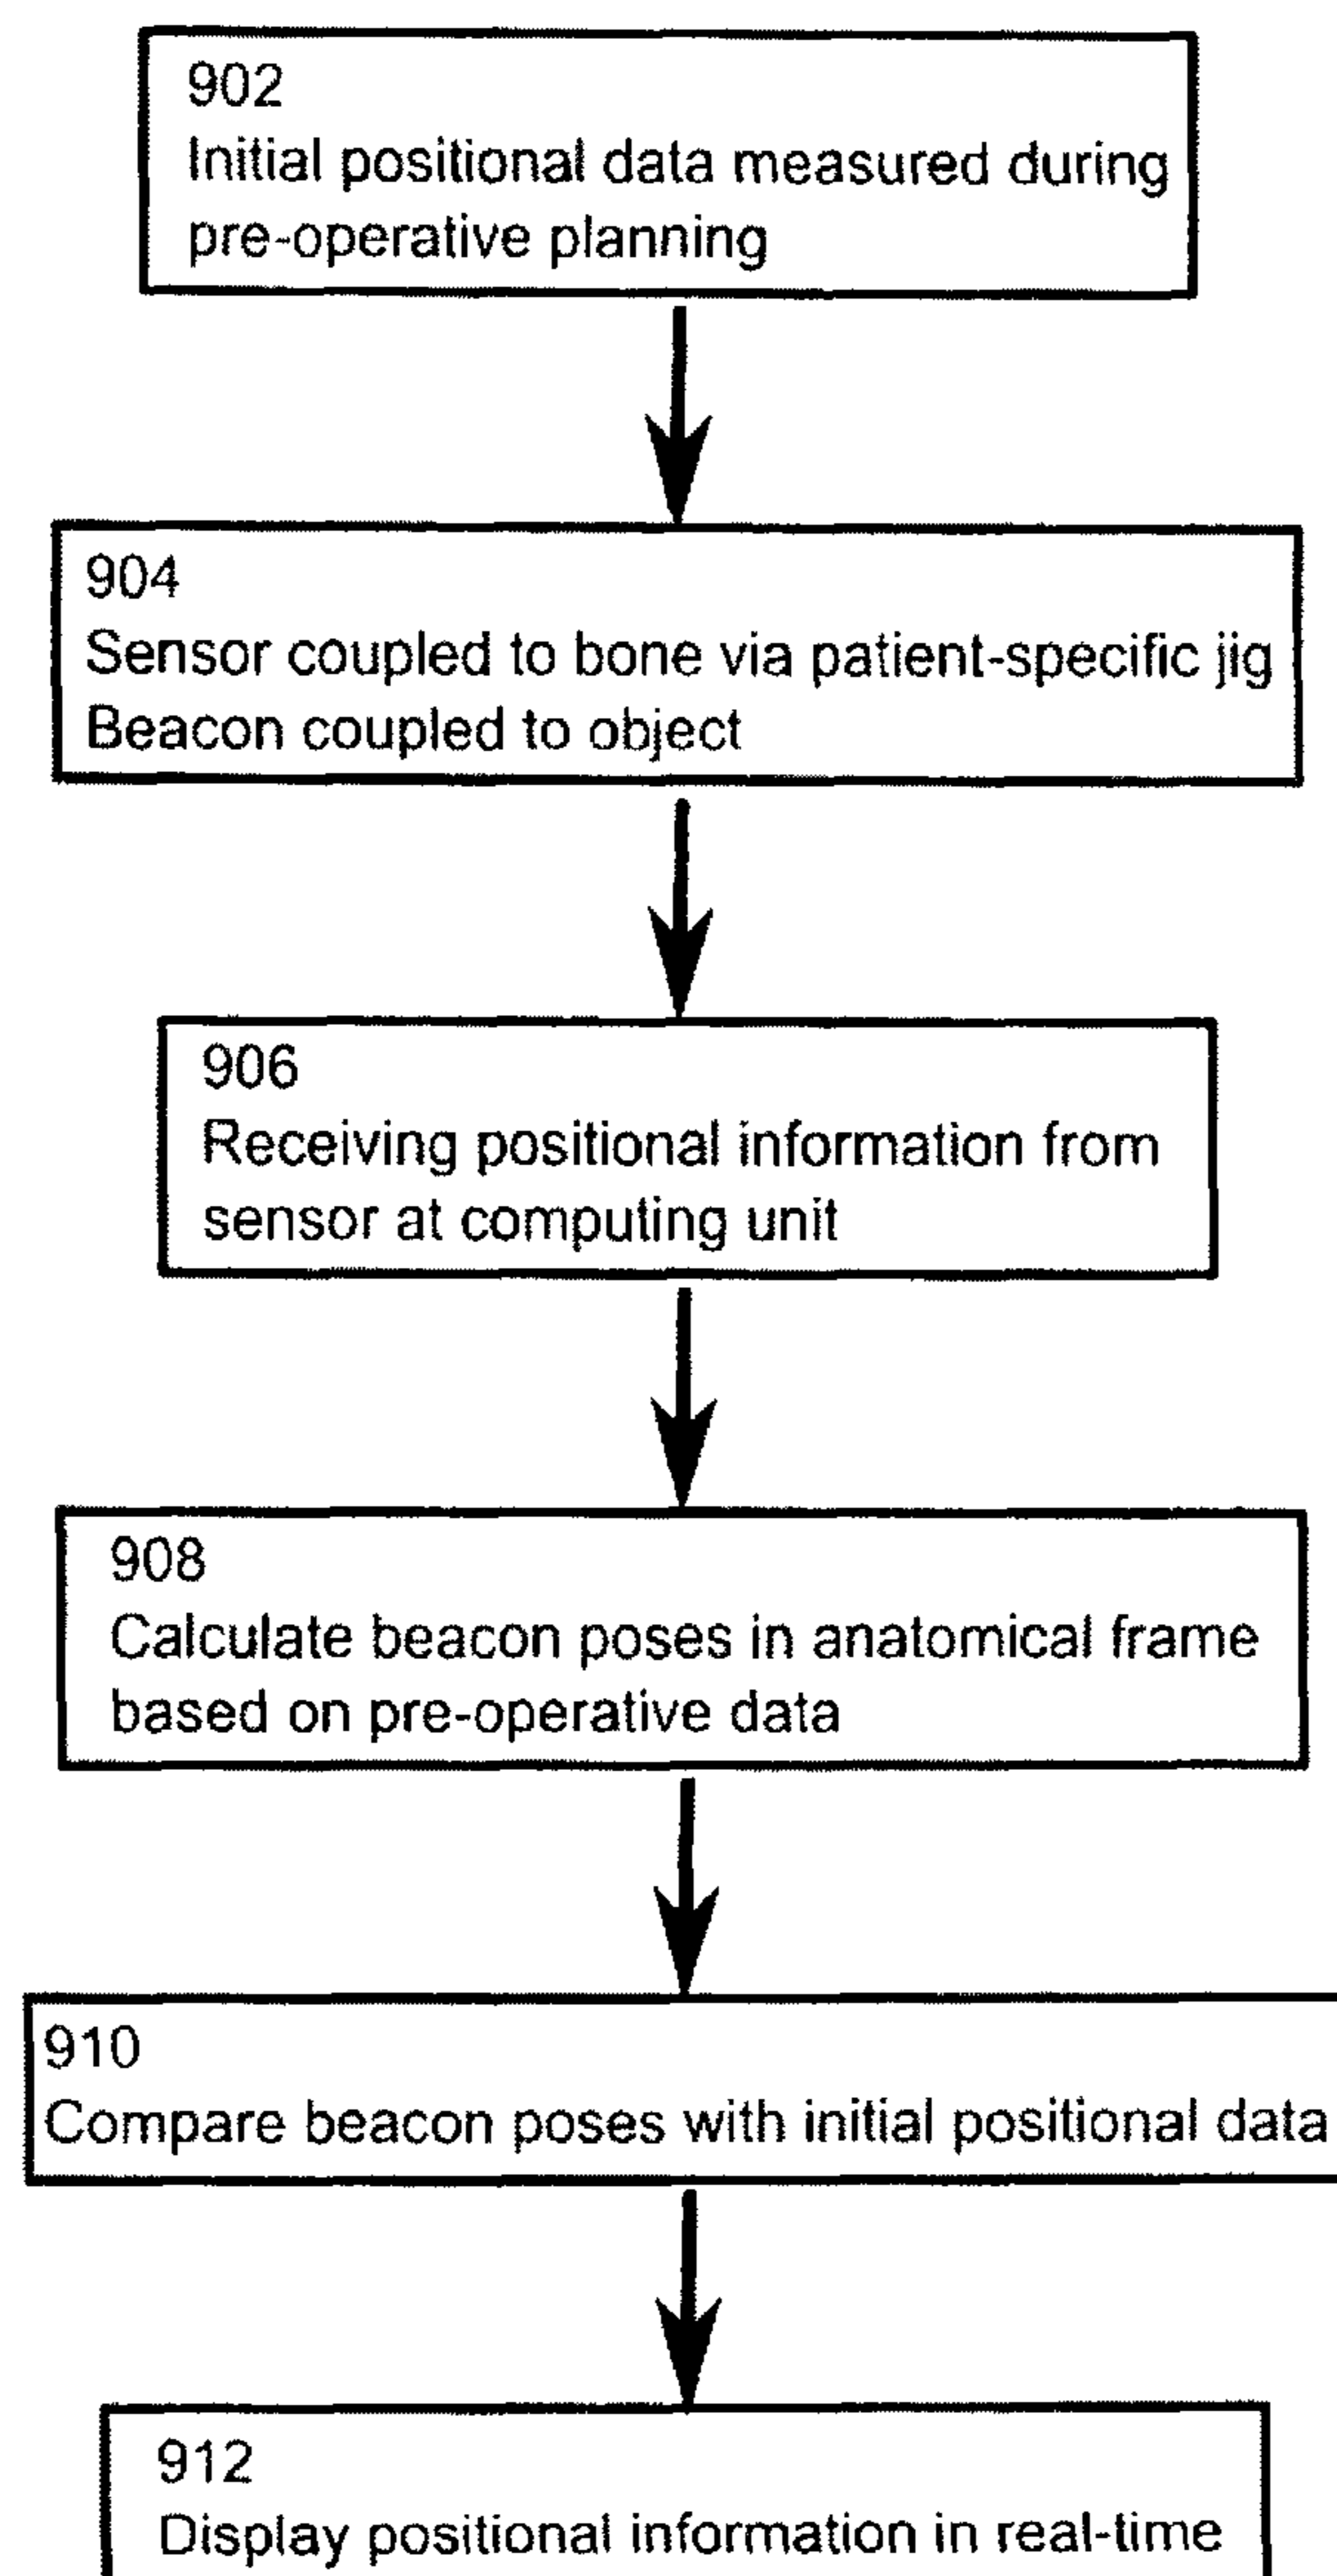 902
Initial positional data measured during
pre-operative planning
904
Sensor coupled to bone via patient-specific jig
Beacon coupled to object
906
Receiving positional information from
sensor at computing unit
908
Calculate beacon poses in anatomical frame
based on pre-operative data
910
Compare beacon poses with initial positional data
912
Display positional information in real-time